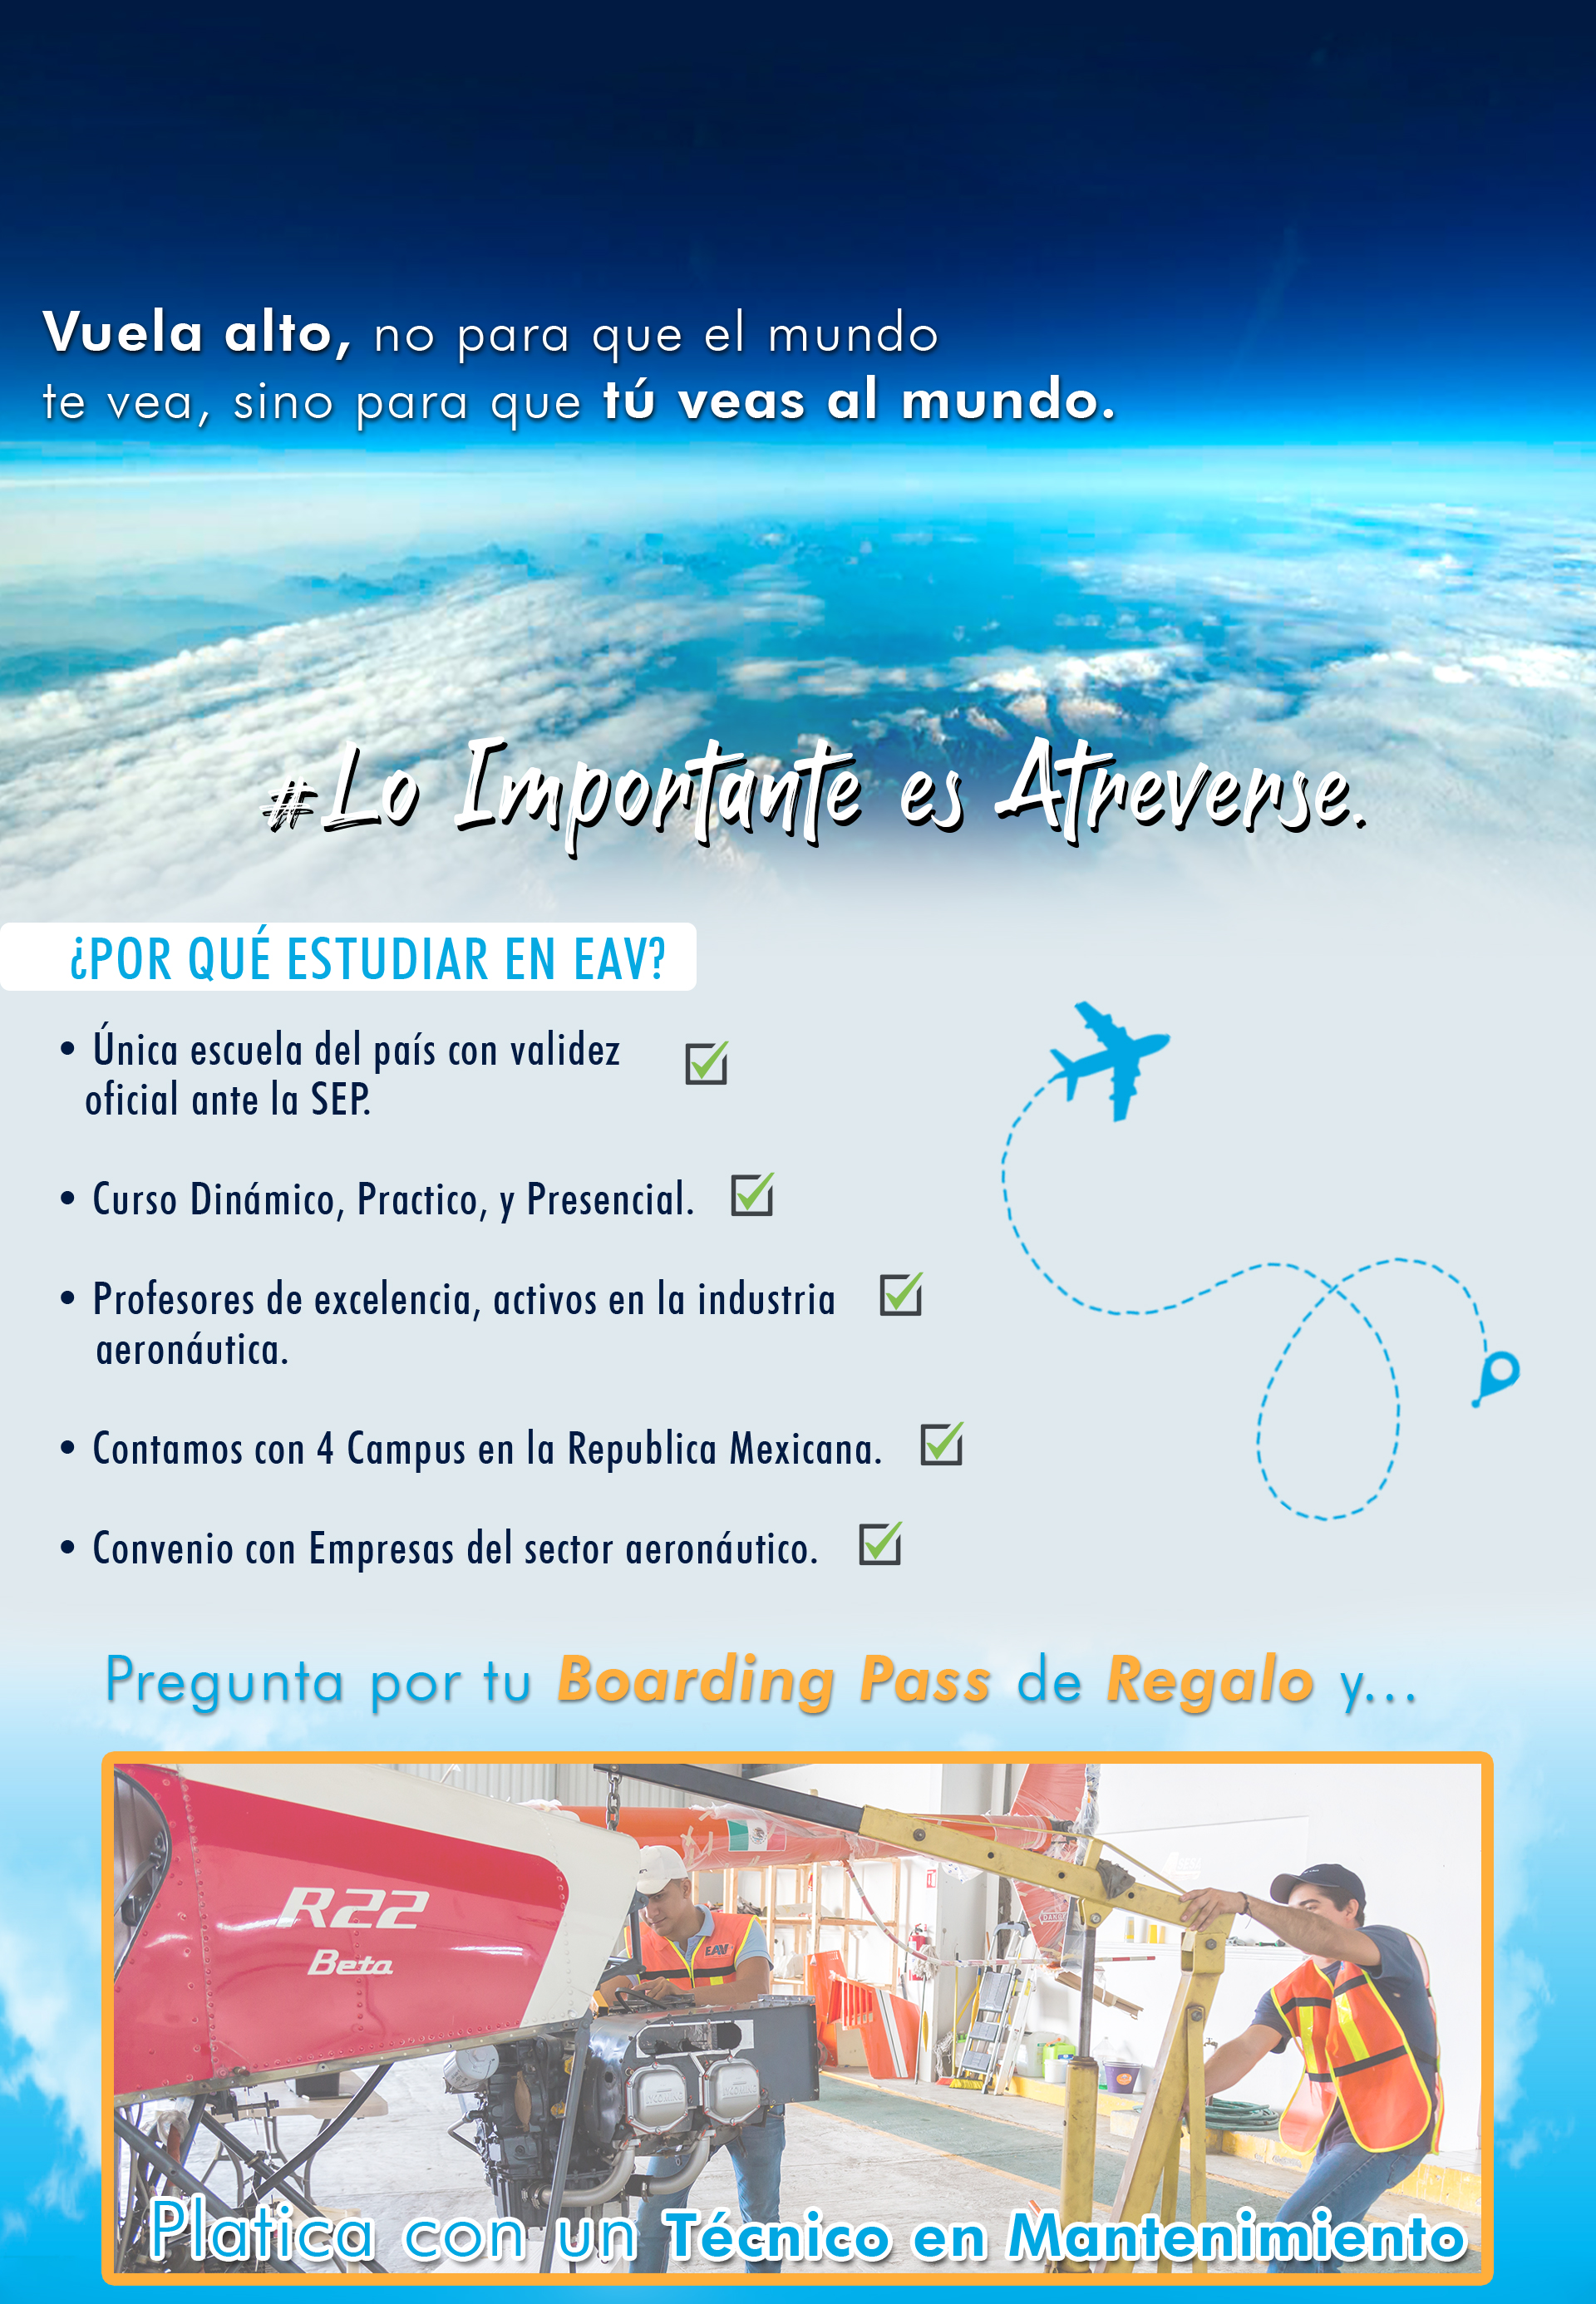 Vuela alto, no para que el mundo
te vea, sino para que tú veas al mundo.
#Lo Importante es Atreverse.
¿POR QUÉ ESTUDIAR EN EAV?
• Única escuela del país con validez
oficial ante la SEP.
• Curso Dinámico, Practico, y Presencial.
• Profesores de excelencia, activos en la industria
aeronáutica.
• Contamos con 4 Campus en la Republica Mexicana.
• Convenio con Empresas del sector aeronáutico.
Pregunta por tu Boarding Pass de Regalo y...
R22
Beta
EAV
DANGER
LYCOMING
Platica con un Técnico en Mantenimiento